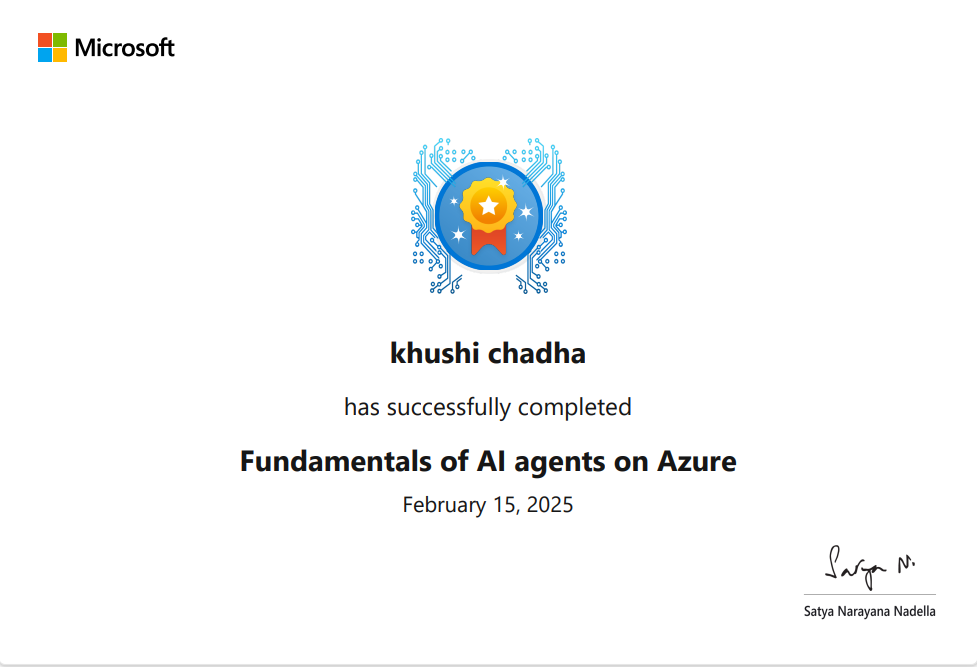 Microsoft
khushi chadha
has successfully completed
Fundamentals of AI agents on Azure
February 15, 2025
Satya N.
Satya Narayana Nadella